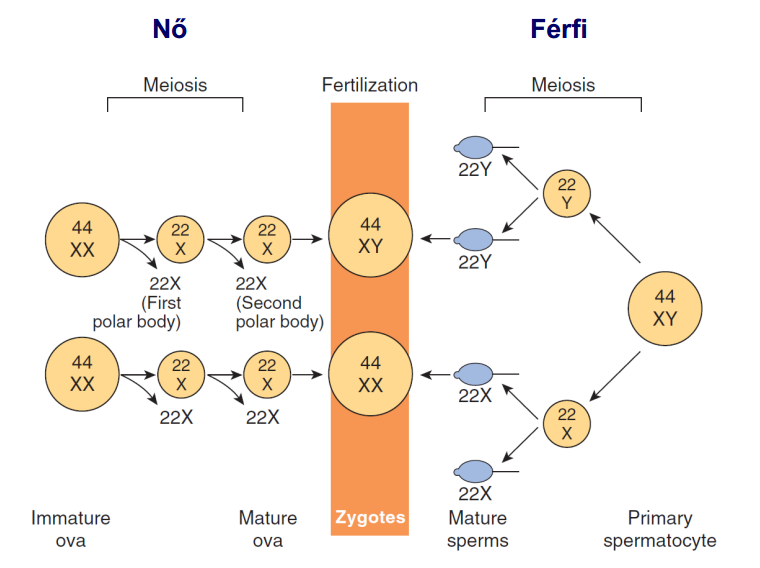 Nő
Férfi
Meiosis
Fertilization
Meiosis
22Y
22
Y
44
XX
22
X
22
X
44
XY
22Y
22X
(First
polar body)
22X
(Second
polar body)
44
XY
44
XX
22
X
22
X
44
XX
22X
22X
22X
22
X
22X
Immature
ova
Mature
ova
Zygotes
Mature
sperms
Primary
spermatocyte